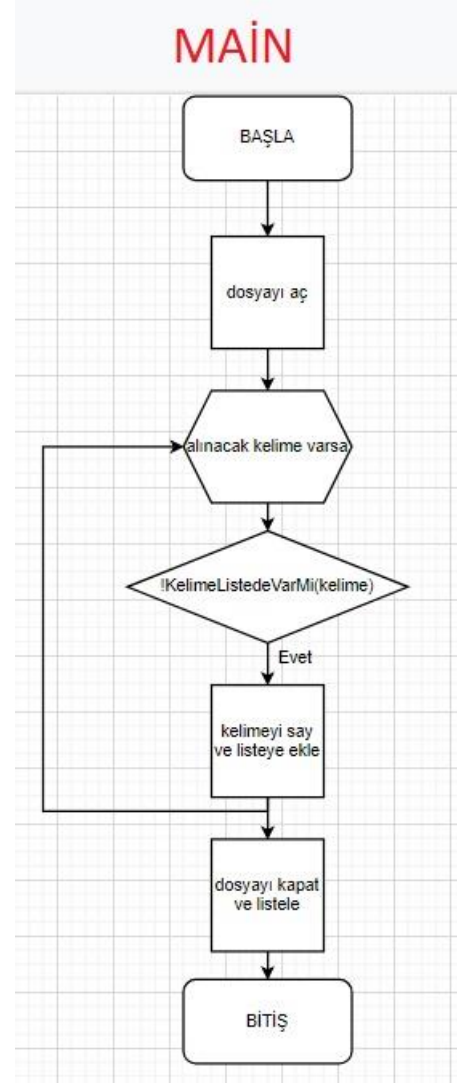 MAİN
BAŞLA
dosyayı aç
alınacak kelime varsa
!KelimeListedeVarMi(kelime)
Evet
kelimeyi say
ve listeye ekle
dosyayı kapat
ve listele
BİTİŞ